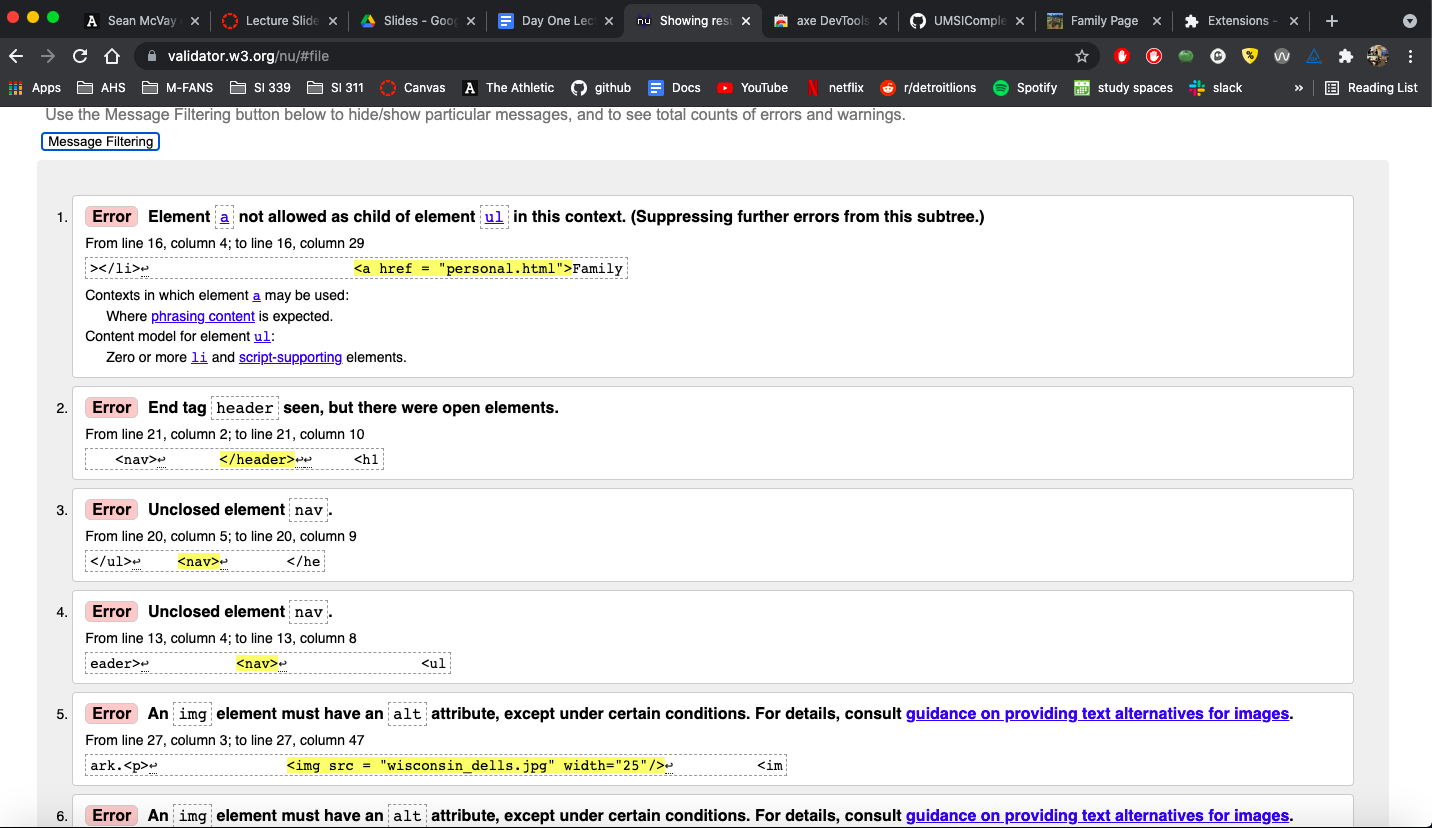 Sean McVay Lecture Slide Slides - Goo Day One Lec nu Showing res axe DevTools UMSIComple Family Page Extensions -
validator.w3.org/nu/#file
Apps AHS M-FANS SI 339 SI 311 Canvas A The Athletic github Docs YouTube netflix r/detroitlions Spotify study spaces slack » Reading List
Use the Message Filtering button below to hide/show particular messages, and to see total counts of errors and warnings.
Message Filtering
1. Error Element a not allowed as child of element ul in this context. (Suppressing further errors from this subtree.)
From line 16, column 4; to line 16, column 29
></li>↩ <a href = "personal.html">Family
Contexts in which element a may be used:
Where phrasing content is expected.
Content model for element ul:
Zero or more li and script-supporting elements.
2. Error End tag header seen, but there were open elements.
From line 21, column 2; to line 21, column 10
<nav>↩ </header>↩↩ <h1
3. Error Unclosed element nav.
From line 20, column 5; to line 20, column 9
</ul>↩ <nav>↩ </he
4. Error Unclosed element nav.
From line 13, column 4; to line 13, column 8
eader>↩ <nav>↩ <ul
5. Error An img element must have an alt attribute, except under certain conditions. For details, consult guidance on providing text alternatives for images.
From line 27, column 3; to line 27, column 47
ark.<p>↩ <img src = "wisconsin_dells.jpg" width="25"/>↩ <im
6. Error An img element must have an alt attribute, except under certain conditions. For details, consult guidance on providing text alternatives for images.